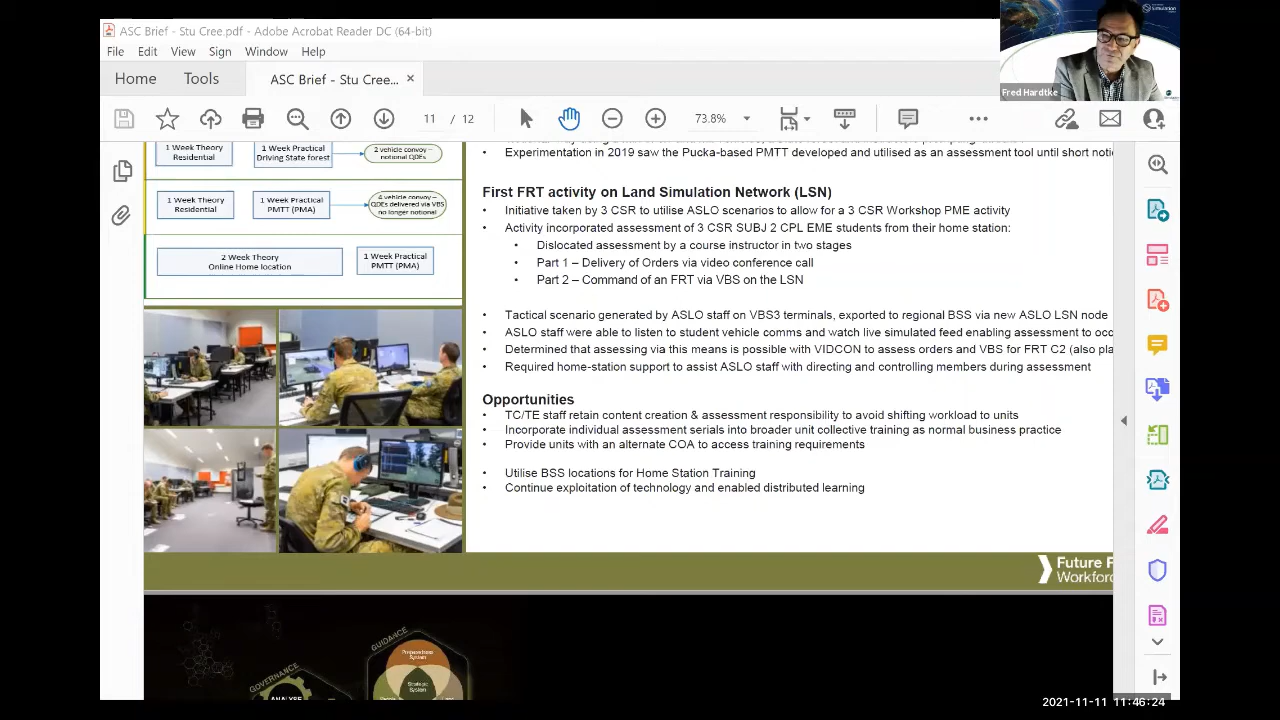 ASC Brief - Stu Cree.pdf - Adobe Acrobat Reader DC (64-bit)
File Edit View Sign Window Help
Home Tools ASC Brief - Stu Cree... ×
11 / 12 73.8%
Simulation
Fred Hardtke
1 Week Theory
Residential
1 Week Practical
Driving State forest
2 vehicle convoy –
notional QDEs
1 Week Theory
Residential
1 Week Practical
PMTT (PMA)
4 vehicle convoy –
QDEs delivered via VBS
no longer notional
2 Week Theory
Online Home location
1 Week Practical
PMTT (PMA)
• Experimentation in 2019 saw the Pucka-based PMTT developed and utilised as an assessment tool until short noti
First FRT activity on Land Simulation Network (LSN)
• Initiative taken by 3 CSR to utilise ASLO scenarios to allow for a 3 CSR Workshop PME activity
• Activity incorporated assessment of 3 CSR SUBJ 2 CPL EME students from their home station:
• Dislocated assessment by a course instructor in two stages
• Part 1 – Delivery of Orders via video conference call
• Part 2 – Command of an FRT via VBS on the LSN
• Tactical scenario generated by ASLO staff on VBS3 terminals, exported to regional BSS via new ASLO LSN node
• ASLO staff were able to listen to student vehicle comms and watch live simulated feed enabling assessment to occ
• Determined that assessing via this means is possible with VIDCON to assess orders and VBS for FRT C2 (also pla
• Required home-station support to assist ASLO staff with directing and controlling members during assessment
Opportunities
• TC/TE staff retain content creation & assessment responsibility to avoid shifting workload to units
• Incorporate individual assessment serials into broader unit collective training as normal business practice
• Provide units with an alternate COA to access training requirements
• Utilise BSS locations for Home Station Training
• Continue exploitation of technology and enabled distributed learning
Future F
Workforc
GUIDANCE
Preparedness
System
Strategic
System
GOVERNANCE
ANALYSE
2021-11-11 11:46:24